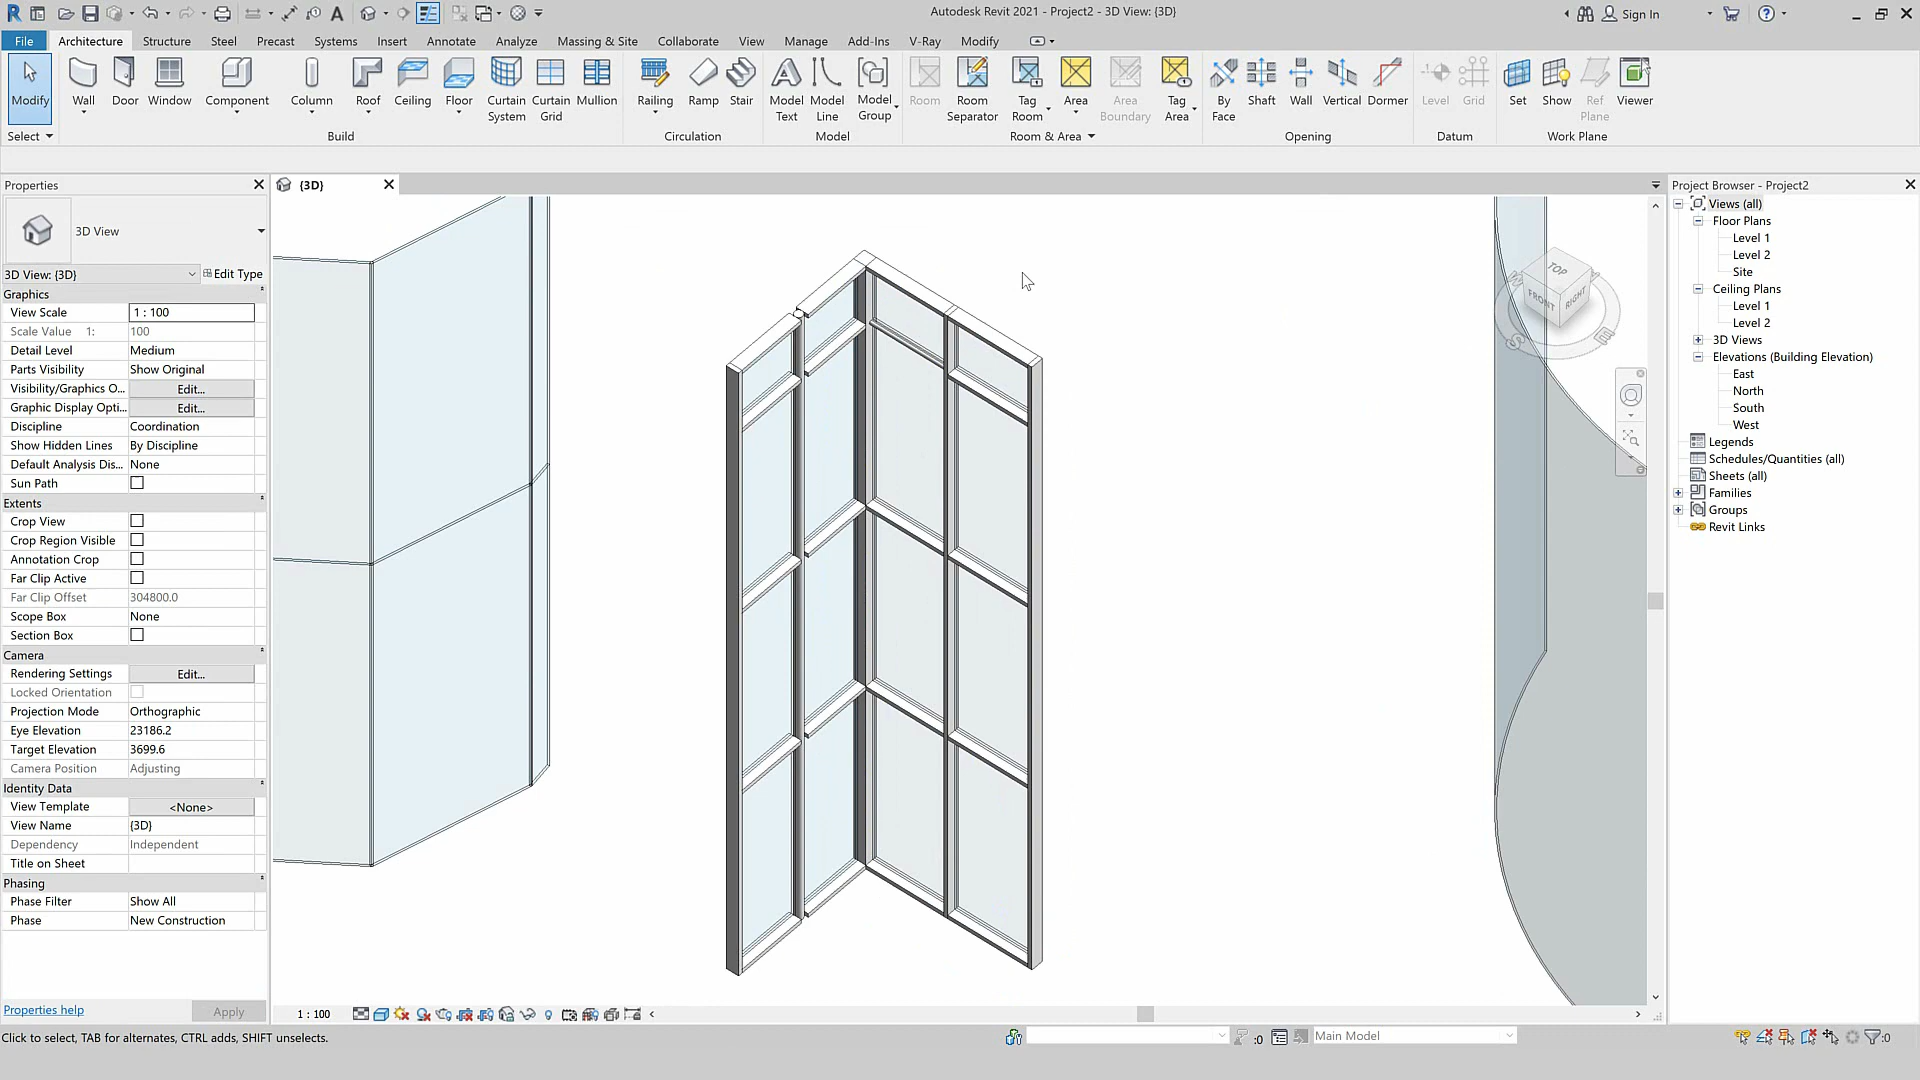 Autodesk Revit 2021 - Project2 - 3D View: {3D}
Sign In
File Architecture Structure Steel Precast Systems Insert Annotate Analyze Massing & Site Collaborate View Manage Add-Ins V-Ray Modify
Modify Wall Door Window Component Column Roof Ceiling Floor Curtain System Curtain Grid Mullion Railing Ramp Stair Model Text Model Line Model Group Room Room Separator Tag Room Area Area Boundary Tag Area By Face Shaft Wall Vertical Dormer Level Grid Set Show Ref Plane Viewer
Select Build Circulation Model Room & Area Opening Datum Work Plane
Properties
{3D}
Project Browser - Project2
3D View
3D View: {3D} Edit Type
Graphics
View Scale 1 : 100
Scale Value 1: 100
Detail Level Medium
Parts Visibility Show Original
Visibility/Graphics O... Edit...
Graphic Display Opti... Edit...
Discipline Coordination
Show Hidden Lines By Discipline
Default Analysis Dis... None
Sun Path
Extents
Crop View
Crop Region Visible
Annotation Crop
Far Clip Active
Far Clip Offset 304800.0
Scope Box None
Section Box
Camera
Rendering Settings Edit...
Locked Orientation
Projection Mode Orthographic
Eye Elevation 23186.2
Target Elevation 3699.6
Camera Position Adjusting
Identity Data
View Template <None>
View Name {3D}
Dependency Independent
Title on Sheet
Phasing
Phase Filter Show All
Phase New Construction
Properties help Apply
TOP
FRONT RIGHT
W
S E
Views (all)
Floor Plans
Level 1
Level 2
Site
Ceiling Plans
Level 1
Level 2
3D Views
Elevations (Building Elevation)
East
North
South
West
Legends
Schedules/Quantities (all)
Sheets (all)
Families
Groups
Revit Links
1 : 100
Click to select, TAB for alternates, CTRL adds, SHIFT unselects.
:0
Main Model
:0